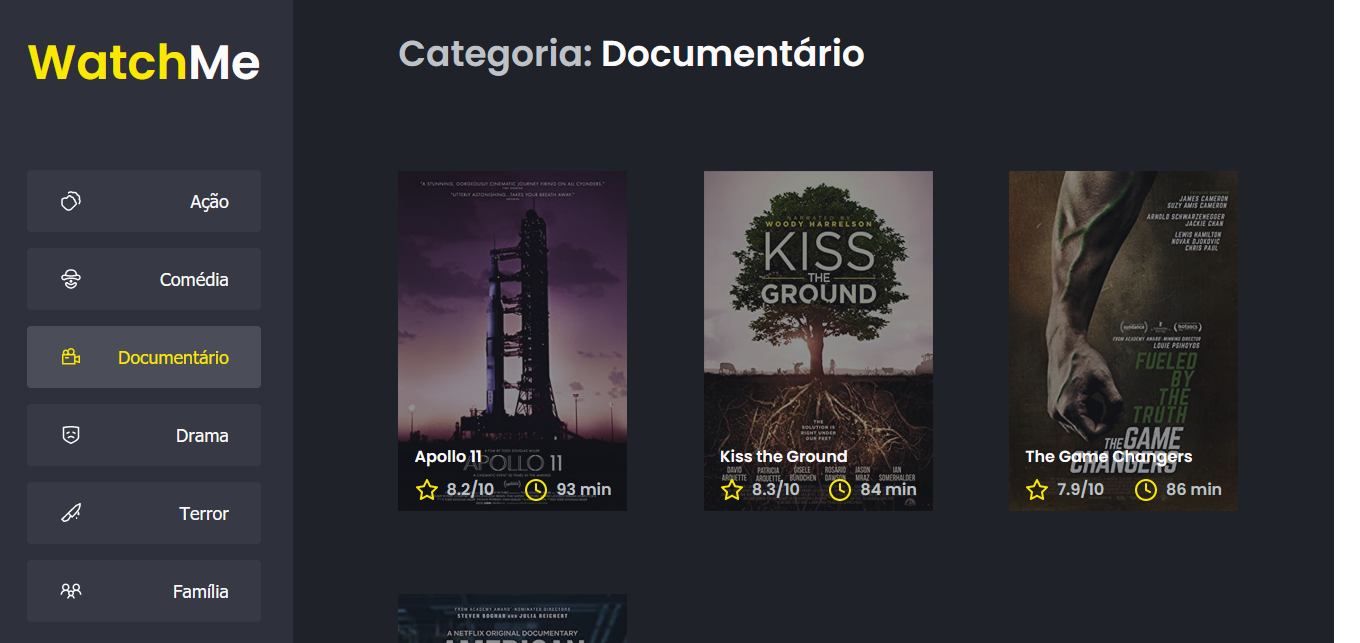 WatchMe
Categoria: Documentário
Ação
Comédia
Documentário
Drama
Terror
Família
"A STUNNING, GORGEOUSLY CINEMATIC JOURNEY FIRING ON ALL CYLINDERS."
"UTTERLY ASTONISHING...TAKES YOUR BREATH AWAY."
APOLLO 11
Apollo 11
8.2/10 93 min
NARRATED BY
WOODY HARRELSON
KISS
THE
GROUND
THE
SOLUTION IS
RIGHT UNDER
OUR FEET
Kiss the Ground
DAVID ARQUETTE
PATRICIA ARQUETTE
GISELE BÜNDCHEN
ROSARIO DAWSON
JASON MRAZ
IAN SOMERHALDER
8.3/10 84 min
JAMES CAMERON
SUZY AMIS CAMERON
ARNOLD SCHWARZENEGGER
JACKIE CHAN
LEWIS HAMILTON
NOVAK DJOKOVIC
CHRIS PAUL
sundance
FROM ACADEMY AWARD-WINNING DIRECTOR
LOUIE PSIHOYOS
FUELED
BY
THE
TRUTH
THE GAME
CHANGERS
The Game Changers
7.9/10 86 min
FROM ACADEMY AWARD® NOMINATED DIRECTORS
STEVEN BOGNAR AND JULIA REICHERT
A NETFLIX ORIGINAL DOCUMENTARY
AMERICAN